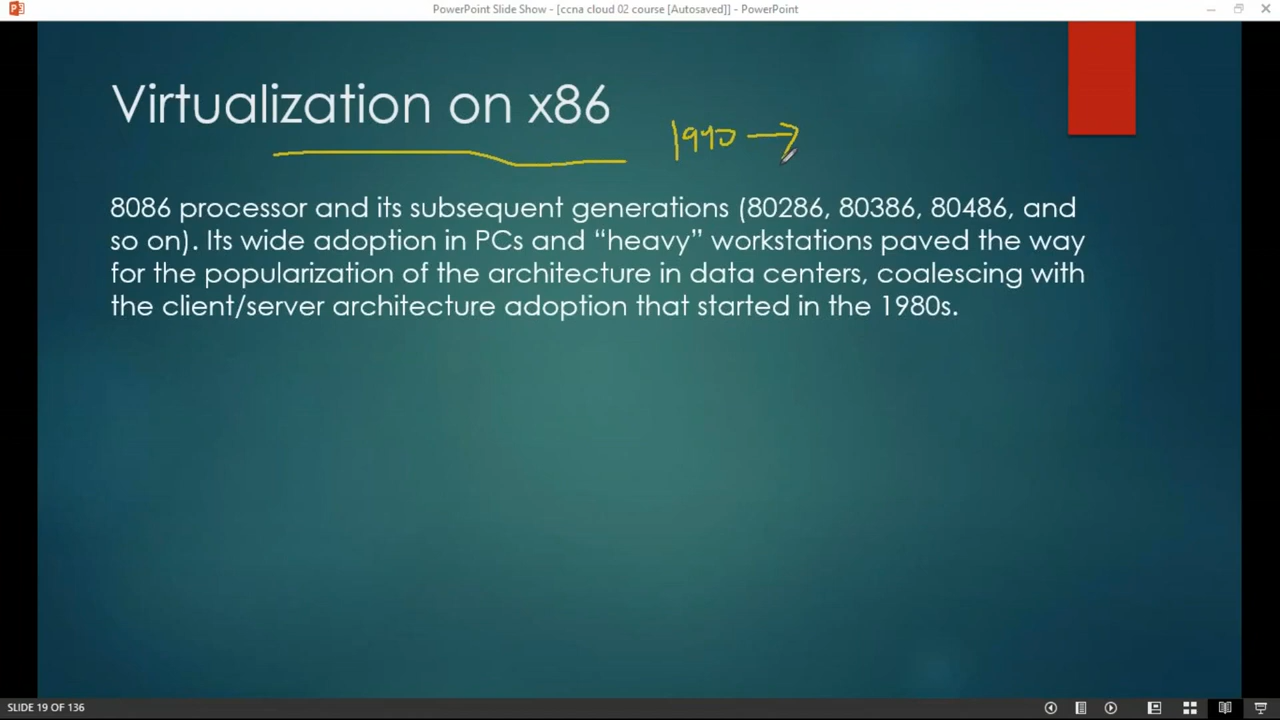 PowerPoint Slide Show - [ccna cloud 02 course [Autosaved]] - PowerPoint
Virtualization on x86
1990
8086 processor and its subsequent generations (80286, 80386, 80486, and
so on). Its wide adoption in PCs and “heavy” workstations paved the way
for the popularization of the architecture in data centers, coalescing with
the client/server architecture adoption that started in the 1980s.
SLIDE 19 OF 136